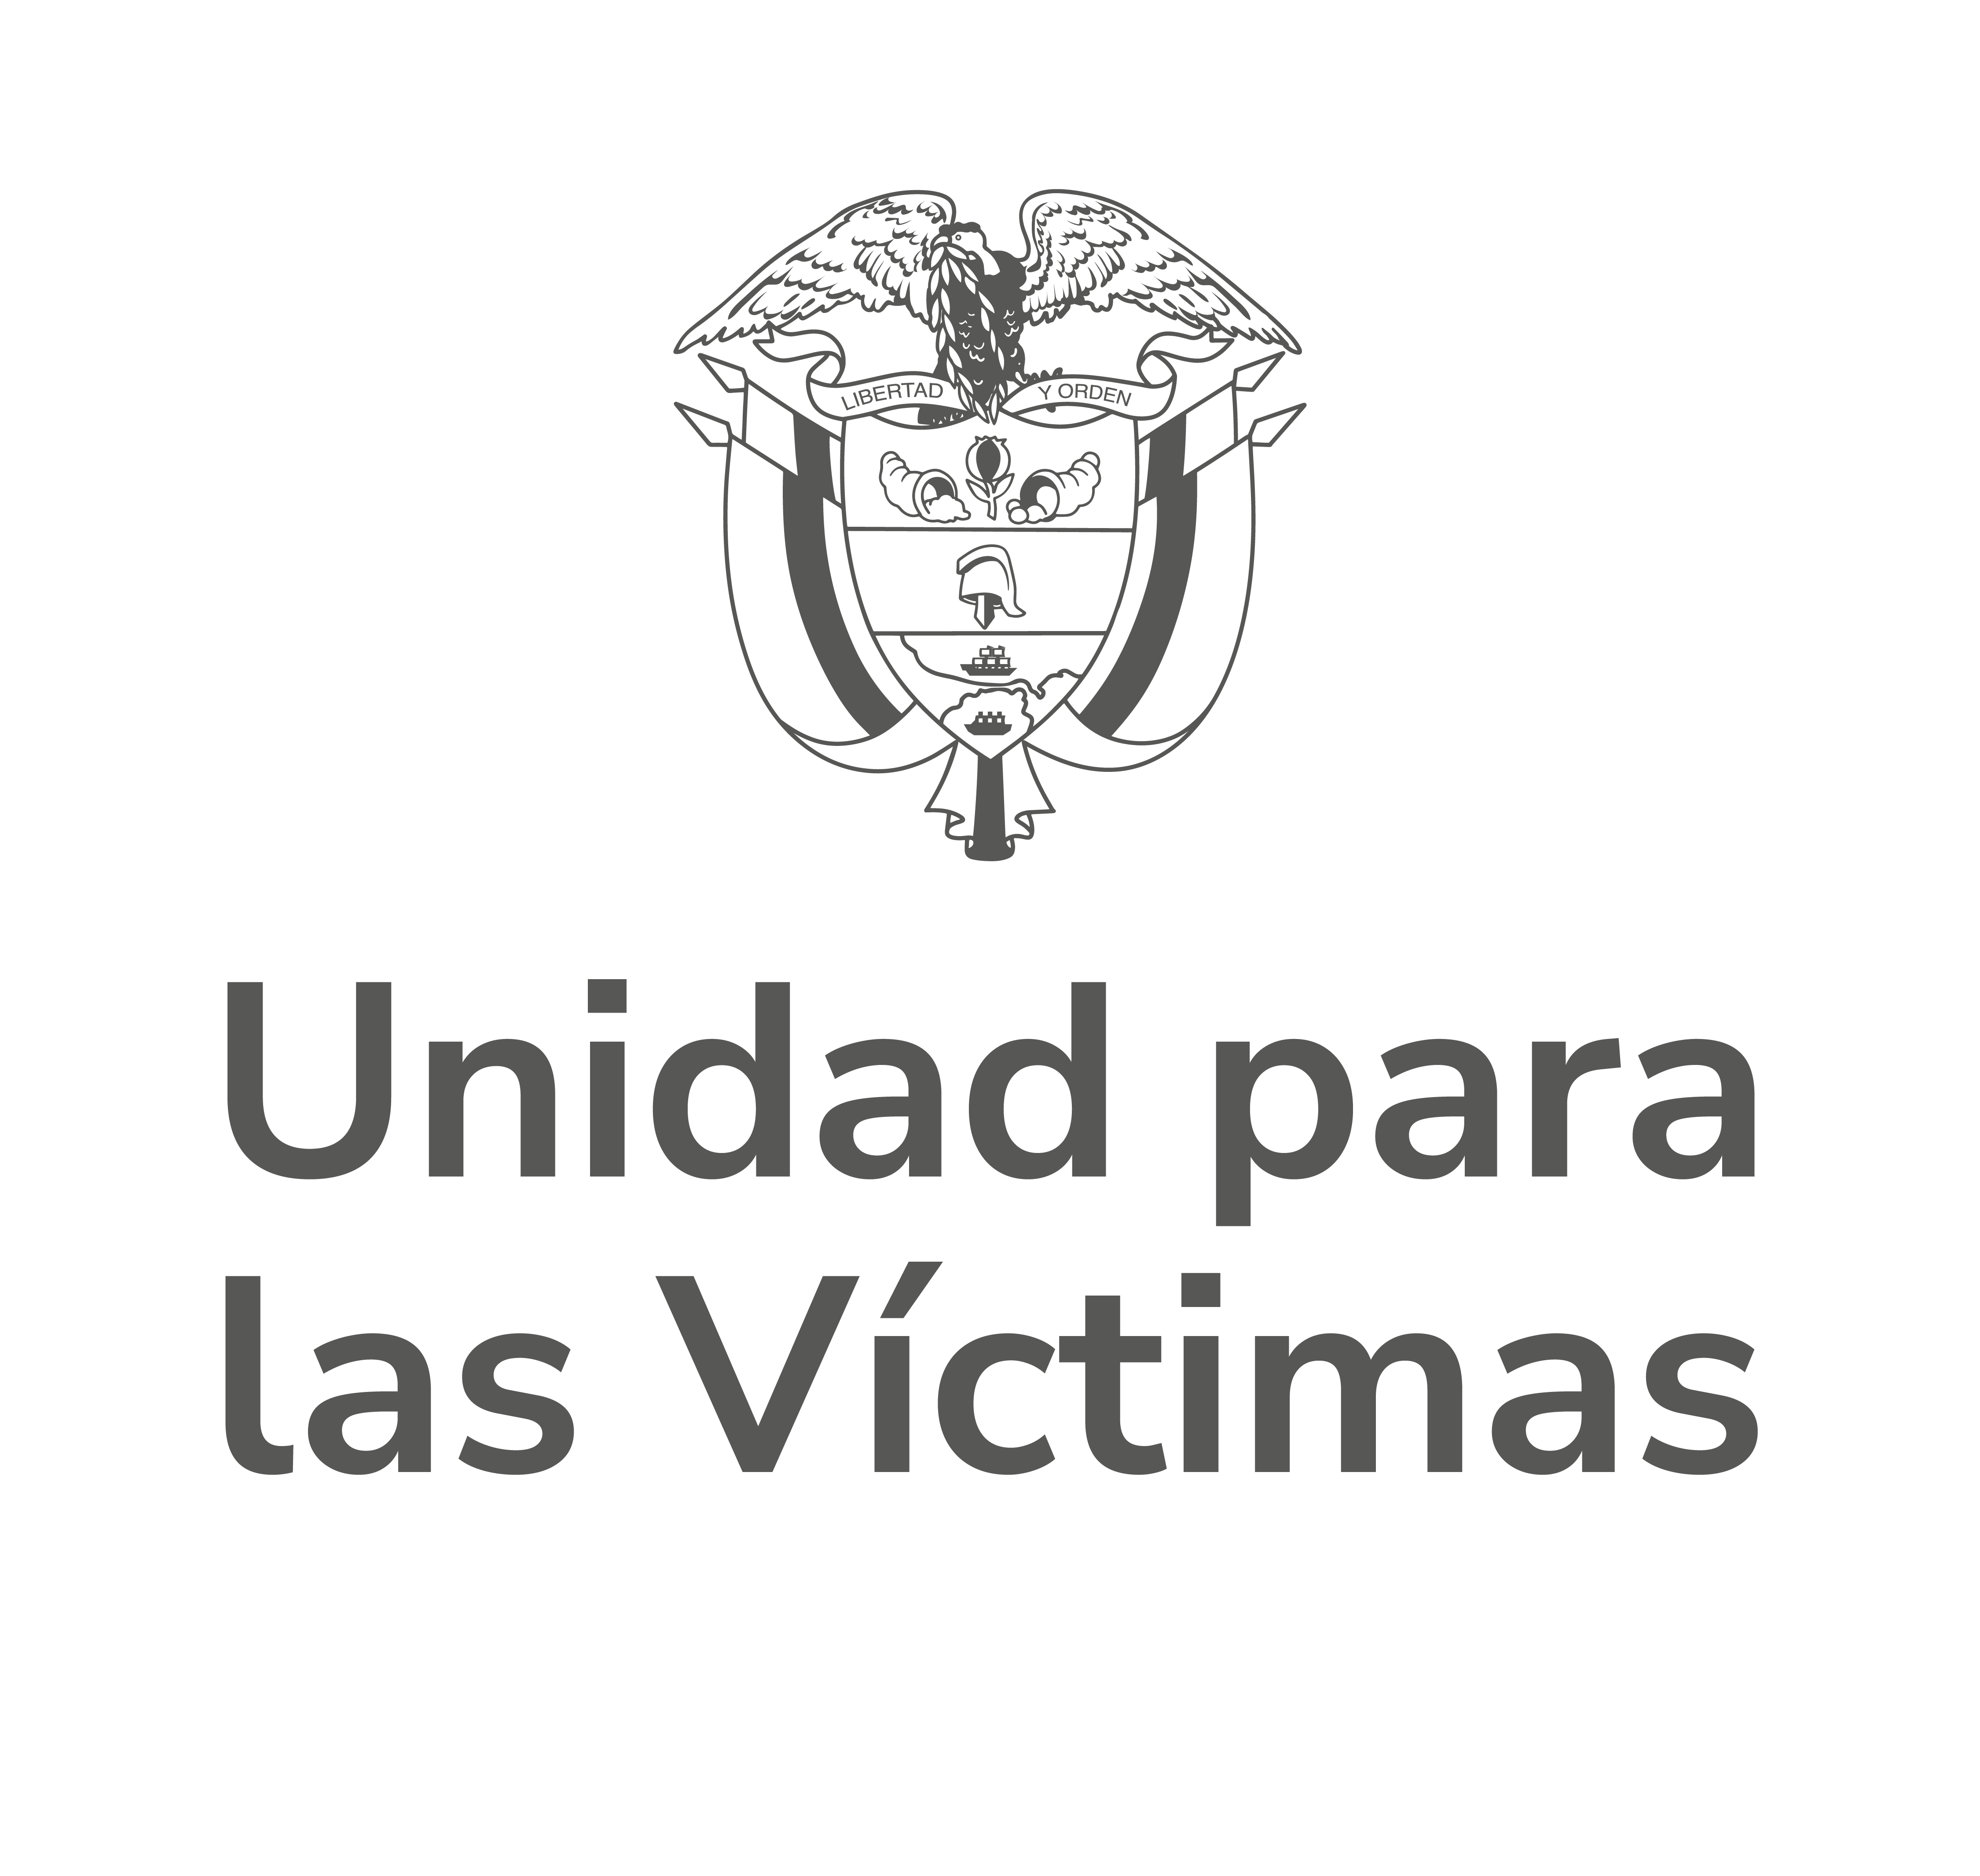 LIBERTAD Y ORDEN
Unidad para
las Víctimas